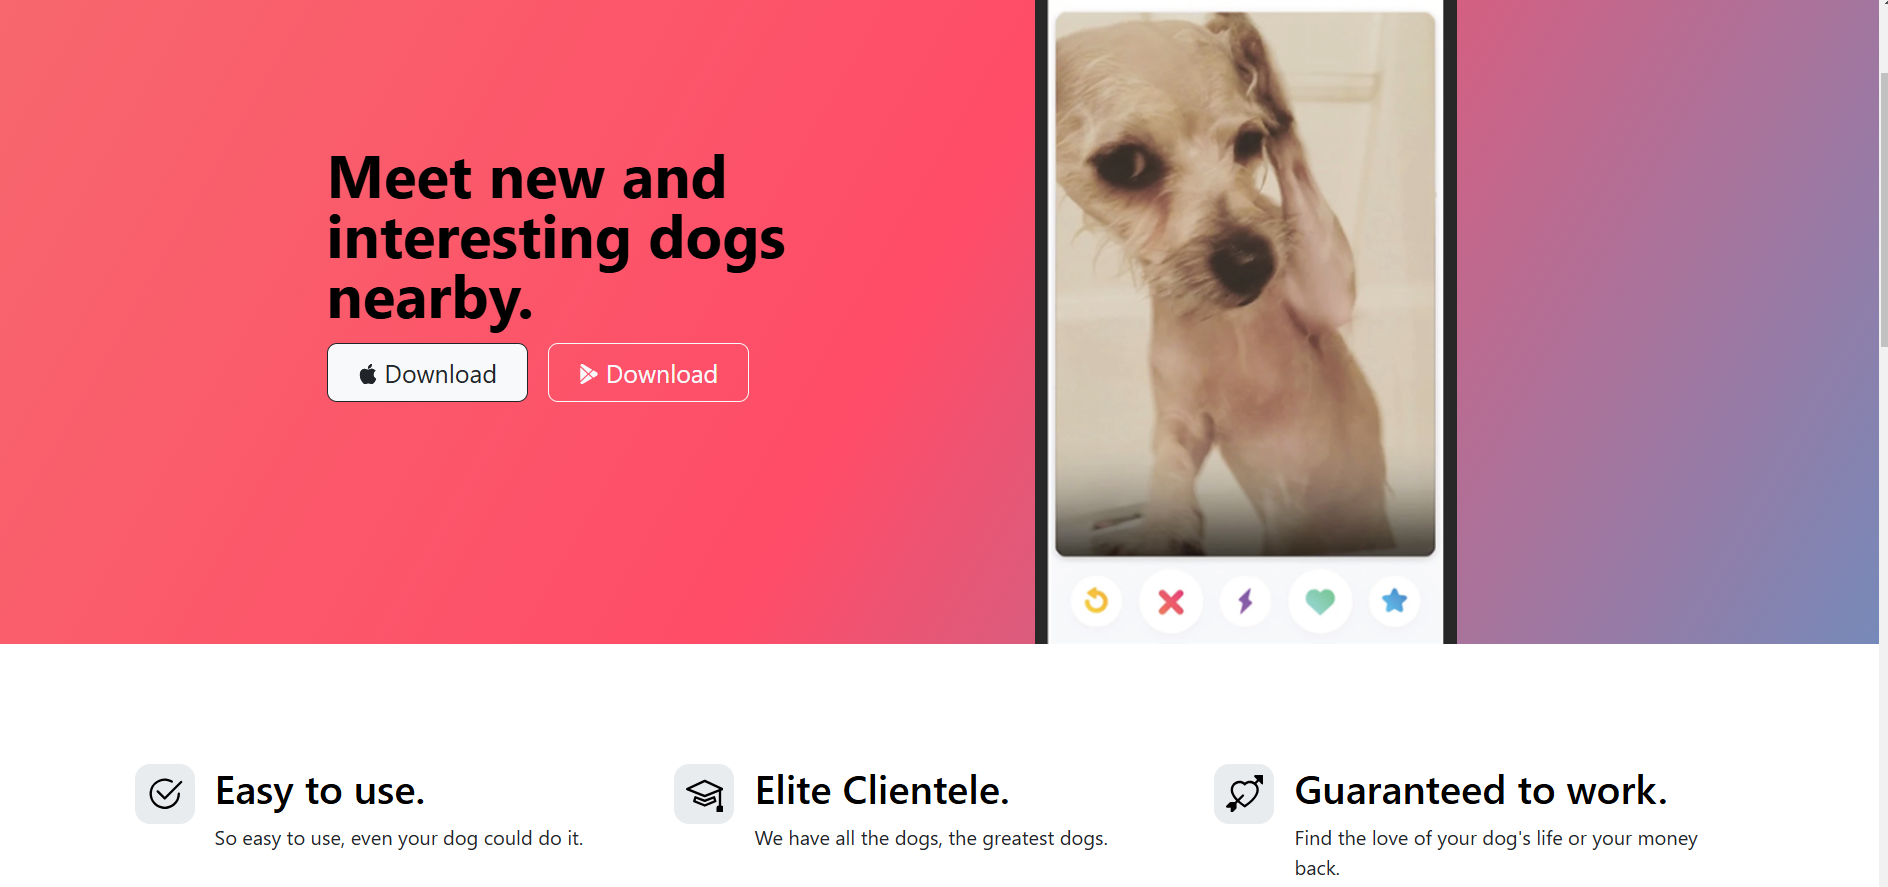 Meet new and
interesting dogs
nearby.
Download
Download
Easy to use.
So easy to use, even your dog could do it.
Elite Clientele.
We have all the dogs, the greatest dogs.
Guaranteed to work.
Find the love of your dog's life or your money
back.